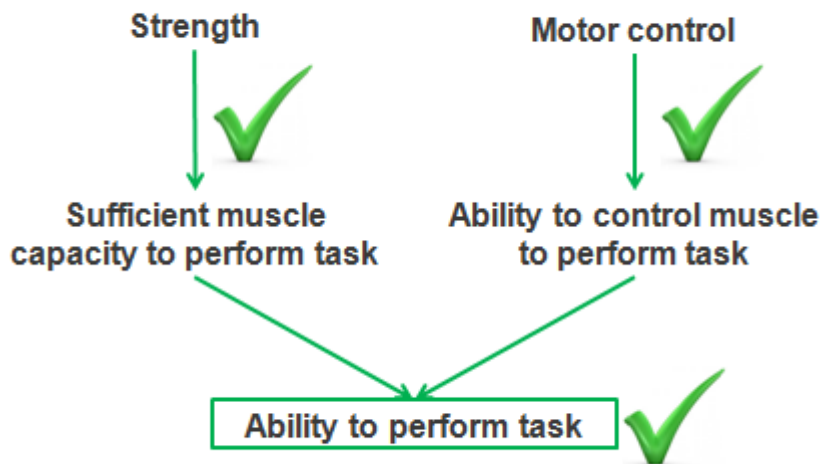 Strength
Motor control
Sufficient muscle
capacity to perform task
Ability to control muscle
to perform task
Ability to perform task